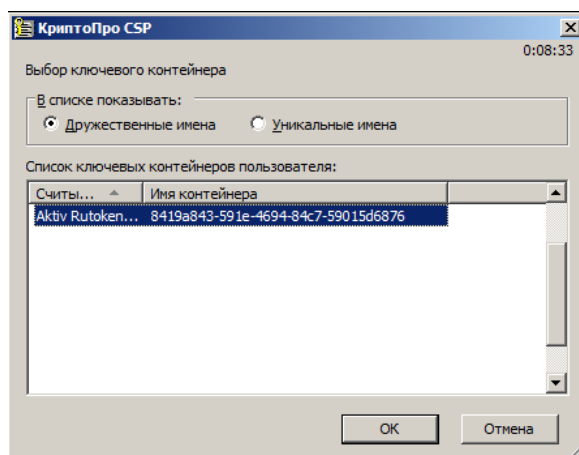 КриптоПро CSP
0:08:33
Выбор ключевого контейнера
В списке показывать:
Дружественные имена Уникальные имена
Список ключевых контейнеров пользователя:
Считы... Имя контейнера
Aktiv Rutoken... 8419a843-591e-4694-84c7-59015d6876
OK Отмена